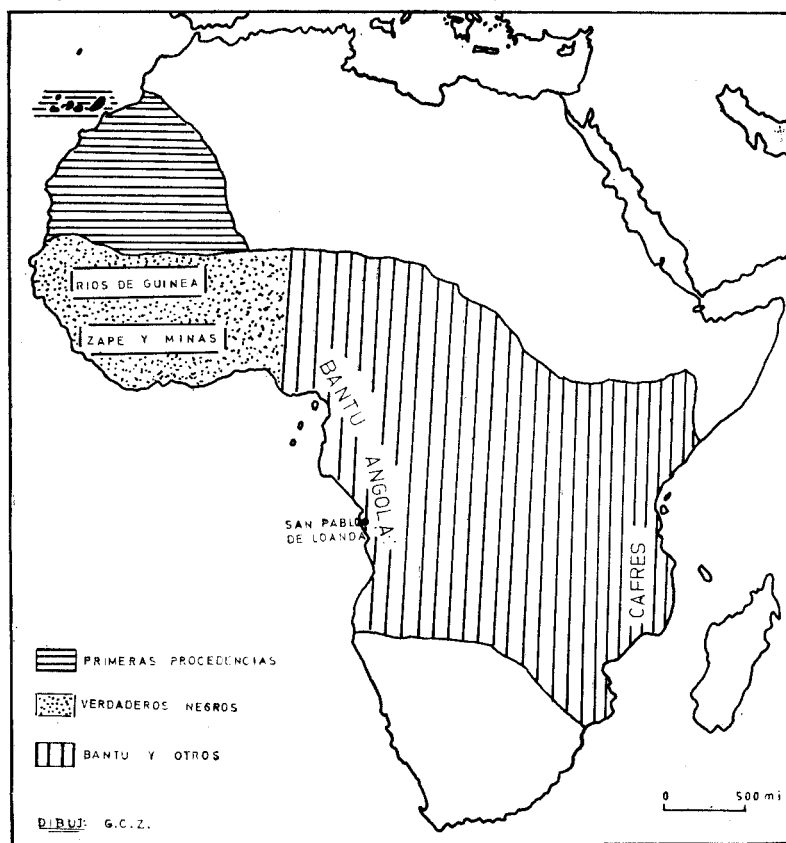 RIOS DE GUINEA
ZAPE Y MINAS
BANTU ANGOLA
SAN PABLO
DE LOANDA
CAFRES
PRIMERAS PROCEDENCIAS
VERDADEROS NEGROS
BANTU Y OTROS
0 500 mi
DIBUJ: G.C.Z.